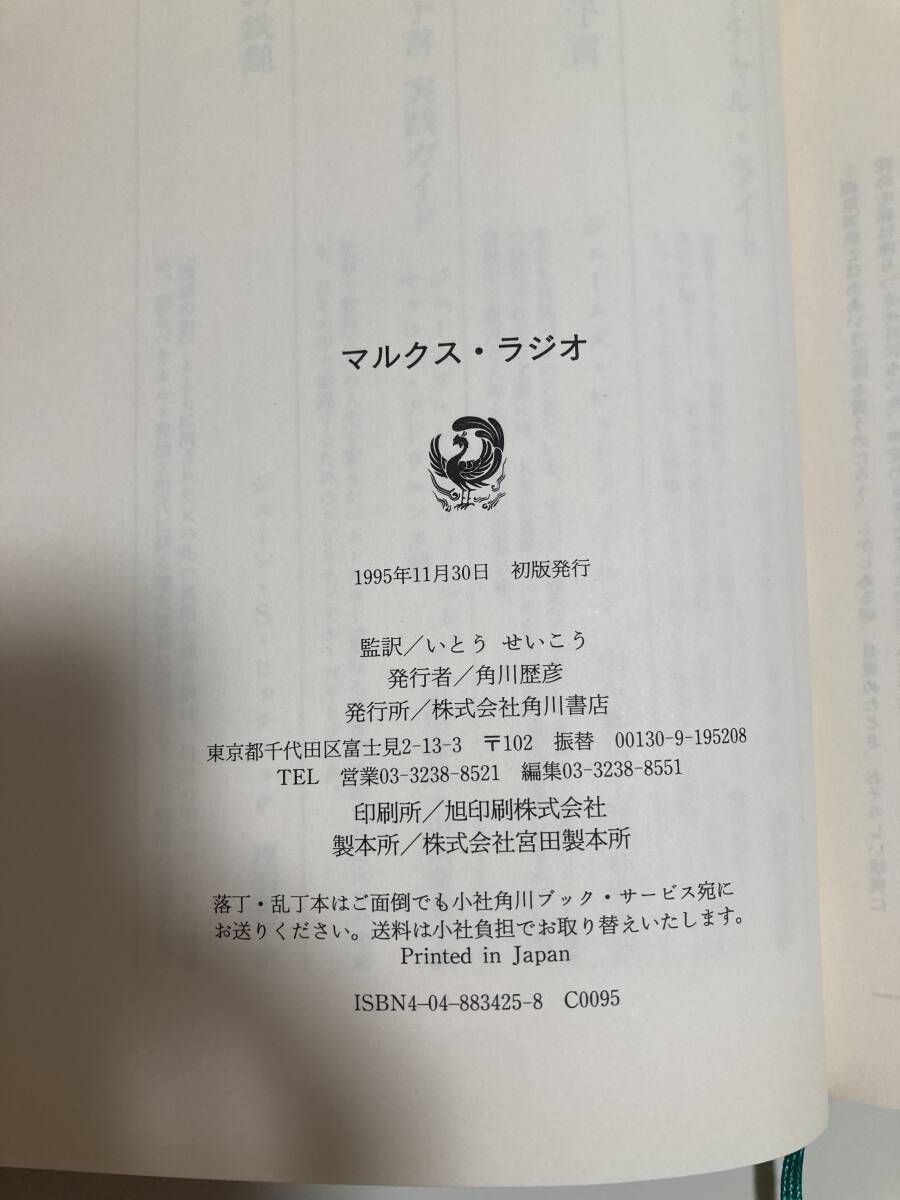 マルクス・ラジオ
1995年11月30日　初版発行
監訳／いとう せいこう
発行者／角川歴彦
発行所／株式会社角川書店
東京都千代田区富士見2-13-3　〒102　振替　00130-9-195208
TEL　営業03-3238-8521　編集03-3238-8551
印刷所／旭印刷株式会社
製本所／株式会社宮田製本所
落丁・乱丁本はご面倒でも小社角川ブック・サービス宛に
お送りください。送料は小社負担でお取り替えいたします。
Printed in Japan
ISBN4-04-883425-8　C0095